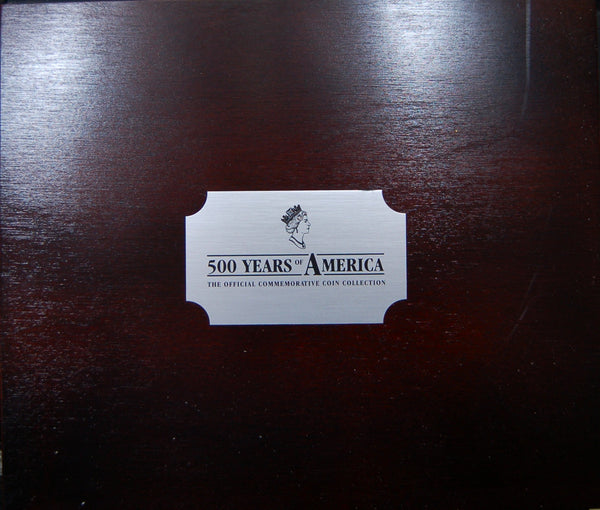 500 YEARS OF AMERICA
THE OFFICIAL COMMEMORATIVE COIN COLLECTION